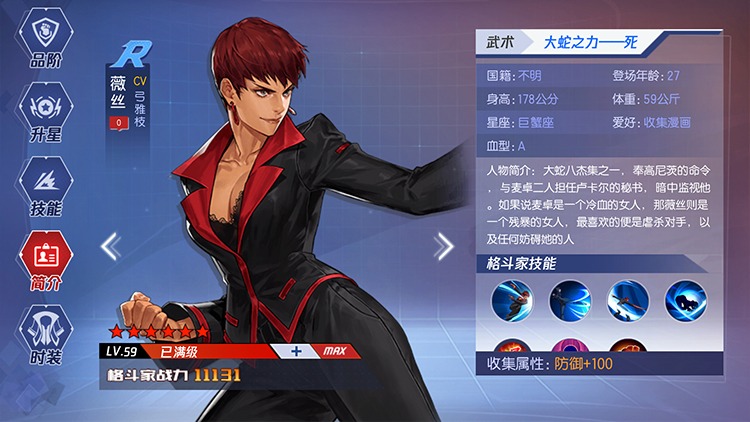 品阶
升星
技能
简介
时装
R
薇丝
CV
弓雅枝
0
LV.59 已满级 + MAX
格斗家战力 11131
武术 大蛇之力——死
国籍:不明 登场年龄:27
身高:178公分 体重:59公斤
星座:巨蟹座 爱好:收集漫画
血型:A
人物简介:大蛇八杰集之一,奉高尼茨的命令
,与麦卓二人担任卢卡尔的秘书,暗中监视他
。如果说麦卓是一个冷血的女人,那薇丝则是
一个残暴的女人,最喜欢的便是虐杀对手,以
及任何妨碍她的人
格斗家技能
收集属性:防御+100